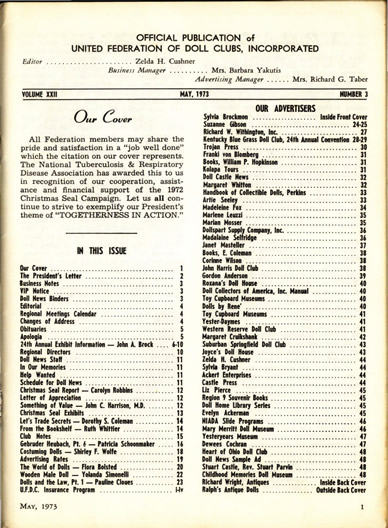 OFFICIAL PUBLICATION of
UNITED FEDERATION OF DOLL CLUBS, INCORPORATED
Editor ...................... Zelda H. Cushner
Business Manager .......... Mrs. Barbara Yakutis
Advertising Manager ...... Mrs. Richard G. Taber
VOLUME XXII MAY, 1973 NUMBER 3
Our Cover
All Federation members may share the
pride and satisfaction in a "job well done"
which the citation on our cover represents.
The National Tuberculosis & Respiratory
Disease Association has awarded this to us
in recognition of our cooperation, assist-
ance and financial support of the 1972
Christmas Seal Campaign. Let us all con-
tinue to strive to exemplify our President's
theme of "TOGETHERNESS IN ACTION."
IN THIS ISSUE
Our Cover 1
The President's Letter 2
Business Notes 3
VIP Notice 3
Doll News Binders 4
Editorial 4
Regional Meetings Calendar 4
Changes of Address 4
Obituaries 5
Apologia 5
24th Annual Exhibit Information — John A. Brock 6-10
Regional Directors 10
Doll News Staff 11
In Our Memories 11
Help Wanted 11
Schedule for Doll News 11
Christmas Seal Report — Carolyn Robbins 12
Letter of Appreciation 12
Something of Value — John C. Harrison, M.D. 12
Christmas Seal Exhibits 13
Let's Trade Secrets — Dorothy S. Coleman 14
From the Bookshelf — Ruth Whittier 14
Club Notes 15
Gebruder Heubach, Pt. 6 — Patricia Schoonmaker 16
Costuming Dolls — Shirley F. Wolfe 18
Advertising Rates 19
The World of Dolls — Flora Bolsted 20
Wooden Male Doll — Yolanda Simonelli 22
Dolls and the Law, Pt. 1 — Pauline Cloues 23
U.F.D.C. Insurance Program I-Iv
OUR ADVERTISERS
Sylvia Brockmon Inside Front Cover
Suzanne Gibson 24-25
Richard W. Withington, Inc. 27
Kentucky Blue Grass Doll Club, 24th Annual Convention 28-29
Trojan Press 30
Franki von Blomberg 31
Books, William P. Hopkinson 31
Kolapa Tours 31
Doll Castle News 32
Margaret Whitton 32
Handbook of Collectible Dolls, Perkins 33
Artie Seeley 33
Madeleine Fox 34
Marlene Leuzzi 35
Marian Mosser 35
Dollspart Supply Company, Inc. 36
Madalaine Selfridge 36
Janet Masteller 37
Books, E. Coleman 38
Corinne Wilson 38
John Harris Doll Club 38
Gordon Anderson 39
Roxana's Doll House 40
Doll Collectors of America, Inc. Manual 40
Toy Cupboard Museums 40
Dolls by Rene' 40
Toy Cupboard Museums 41
Yester-Daymes 41
Western Reserve Doll Club 41
Margaret Cruikshank 42
Suburban Springfield Doll Club 43
Joyce's Doll House 43
Zelda H. Cushner 44
Sylvia Bryant 44
Ackert Enterprises 44
Castle Press 44
Liz Pierce 45
Region 9 Souvenir Books 45
Doll Home Library Series 45
Evelyn Ackerman 45
NIADA Slide Programs 46
Mary Merritt Doll Museum 46
Yesteryears Museum 47
Dewees Cochran 47
Heart of Ohio Doll Club 48
Doll News Sample Ad 48
Stuart Castle, Rev. Stuart Parvin 48
Childhood Memories Doll Museum 48
Richard Wright, Antiques Inside Back Cover
Ralph's Antique Dolls Outside Back Cover
MAY, 1973 1